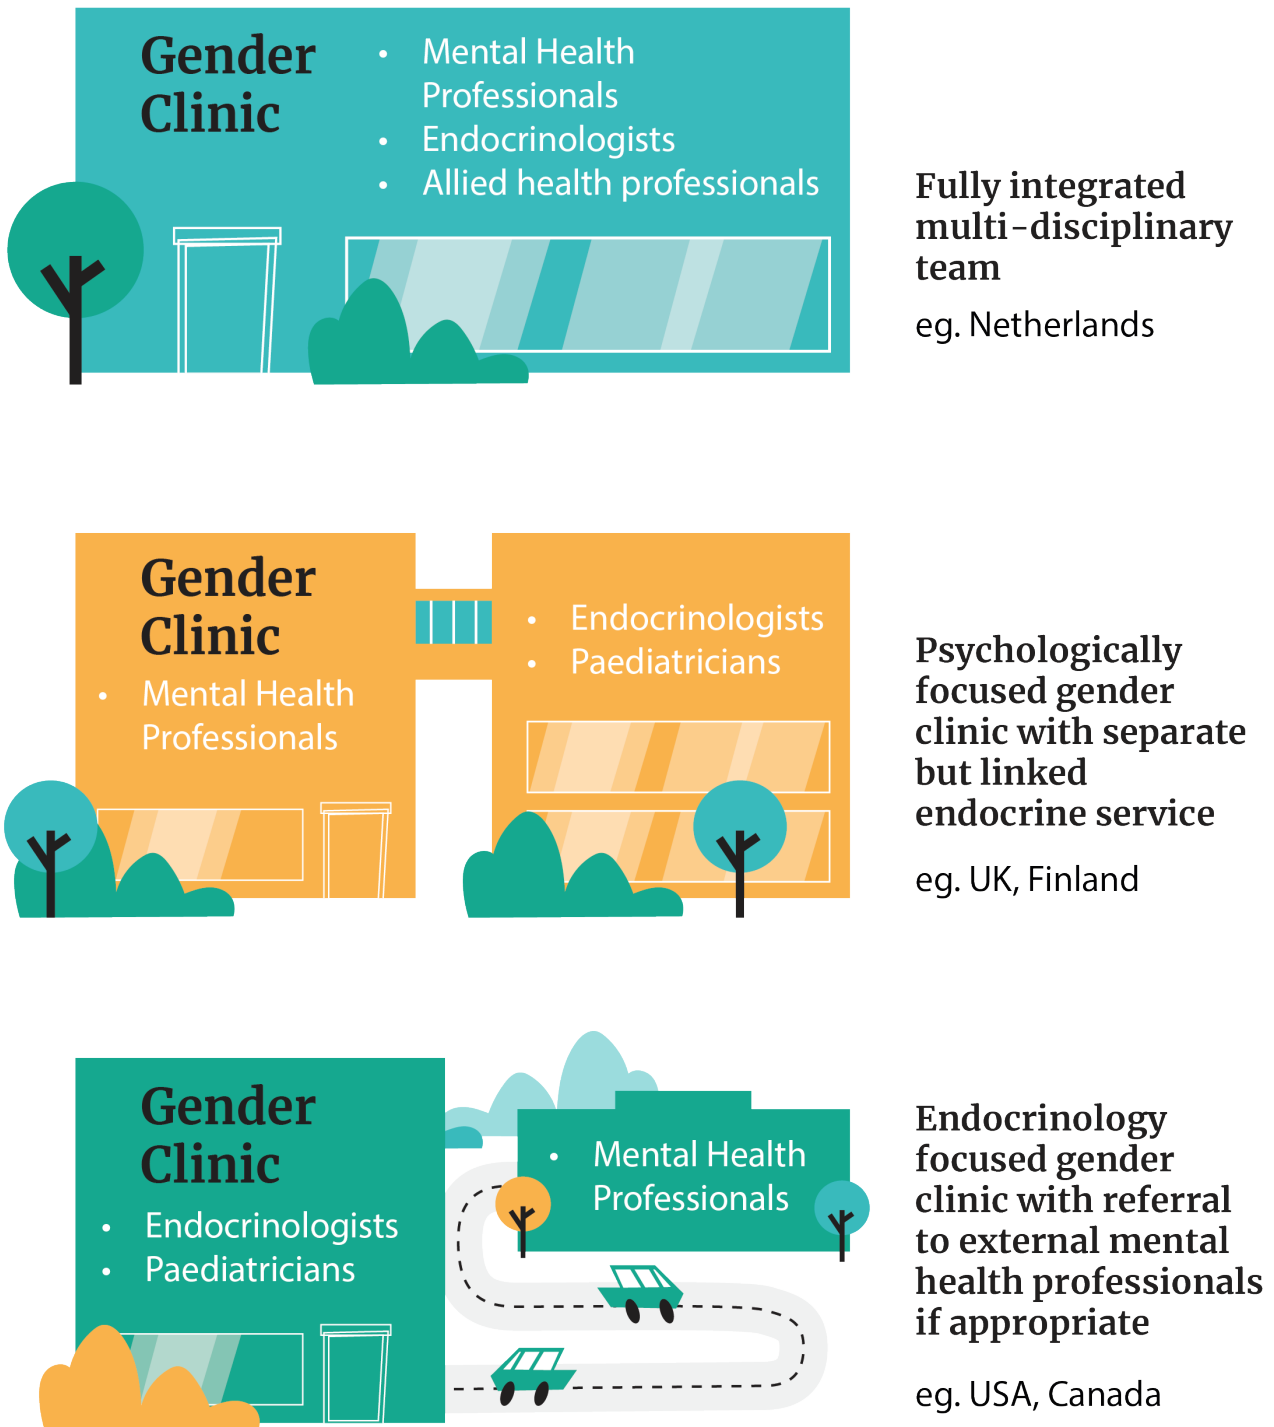 Gender
Clinic
• Mental Health
Professionals
• Endocrinologists
• Allied health professionals
Fully integrated
multi-disciplinary
team
eg. Netherlands
Gender
Clinic
• Mental Health
Professionals
• Endocrinologists
• Paediatricians
Psychologically
focused gender
clinic with separate
but linked
endocrine service
eg. UK, Finland
Gender
Clinic
• Endocrinologists
• Paediatricians
• Mental Health
Professionals
Endocrinology
focused gender
clinic with referral
to external mental
health professionals
if appropriate
eg. USA, Canada